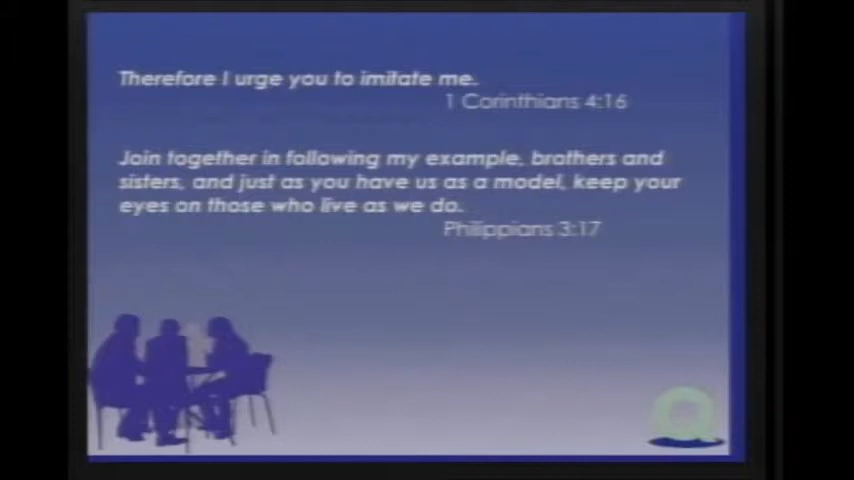 Therefore I urge you to imitate me.
1 Corinthians 4:16
Join together in following my example, brothers and
sisters, and just as you have us as a model, keep your
eyes on those who live as we do.
Philippians 3:17